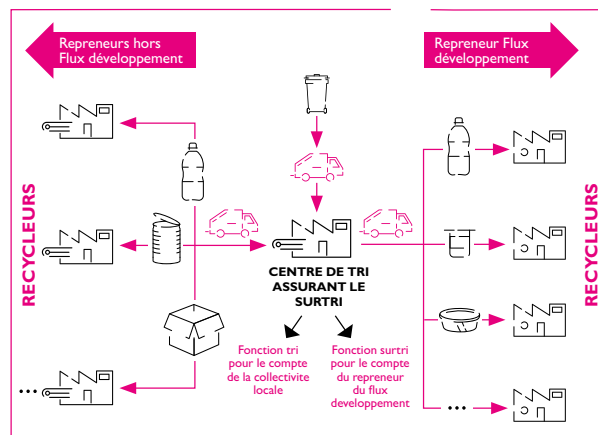 Repreneurs hors
Flux développement
Repreneur Flux
développement
RECYCLEURS
RECYCLEURS
CENTRE DE TRI
ASSURANT LE
SURTRI
Fonction tri
pour le compte
de la collectivite
locale
Fonction surtri
pour le compte
du repreneur
du flux
developpement
...
...